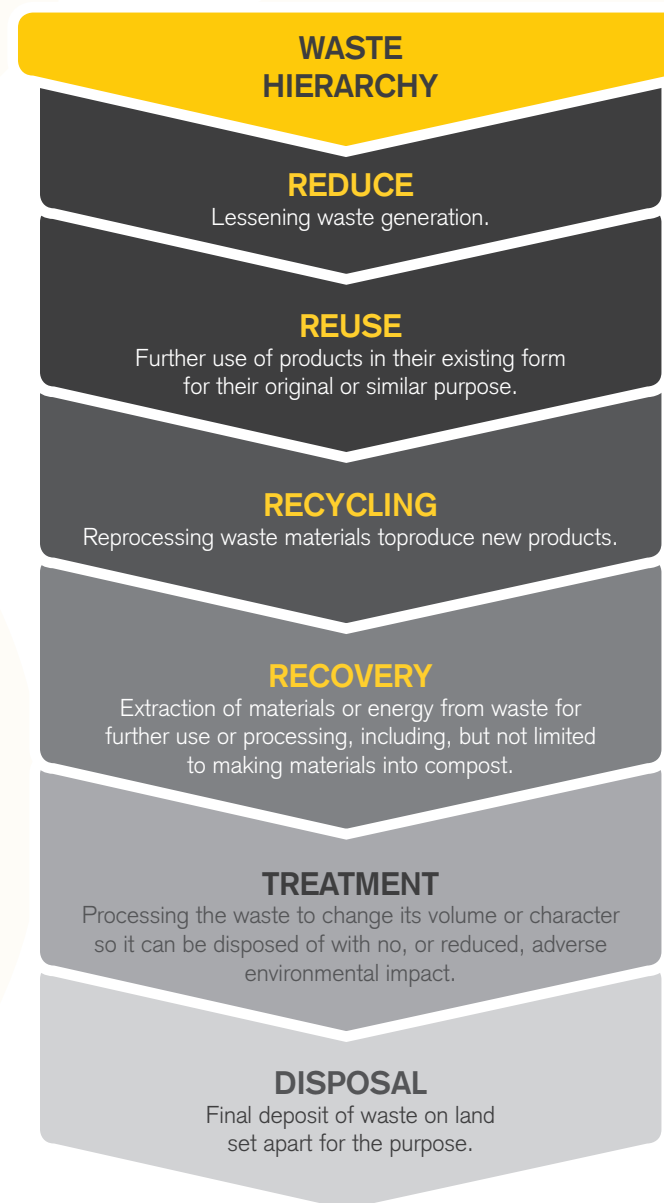 WASTE
HIERARCHY
REDUCE
Lessening waste generation.
REUSE
Further use of products in their existing form
for their original or similar purpose.
RECYCLING
Reprocessing waste materials toproduce new products.
RECOVERY
Extraction of materials or energy from waste for
further use or processing, including, but not limited
to making materials into compost.
TREATMENT
Processing the waste to change its volume or character
so it can be disposed of with no, or reduced, adverse
environmental impact.
DISPOSAL
Final deposit of waste on land
set apart for the purpose.